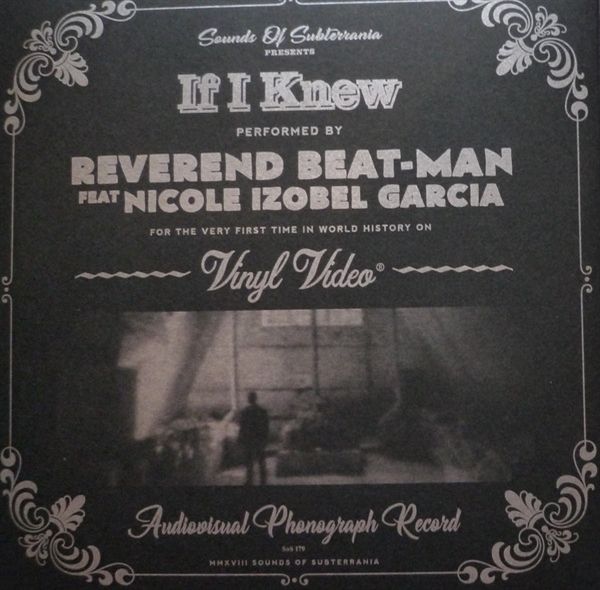 Sounds Of Subterrania
PRESENTS
If I Knew
PERFORMED BY
REVEREND BEAT-MAN
FEAT NICOLE IZOBEL GARCIA
FOR THE VERY FIRST TIME IN WORLD HISTORY ON
Vinyl Video®
Audiovisual Phonograph Record
SoS 179
MMXVIII SOUNDS OF SUBTERRANIA